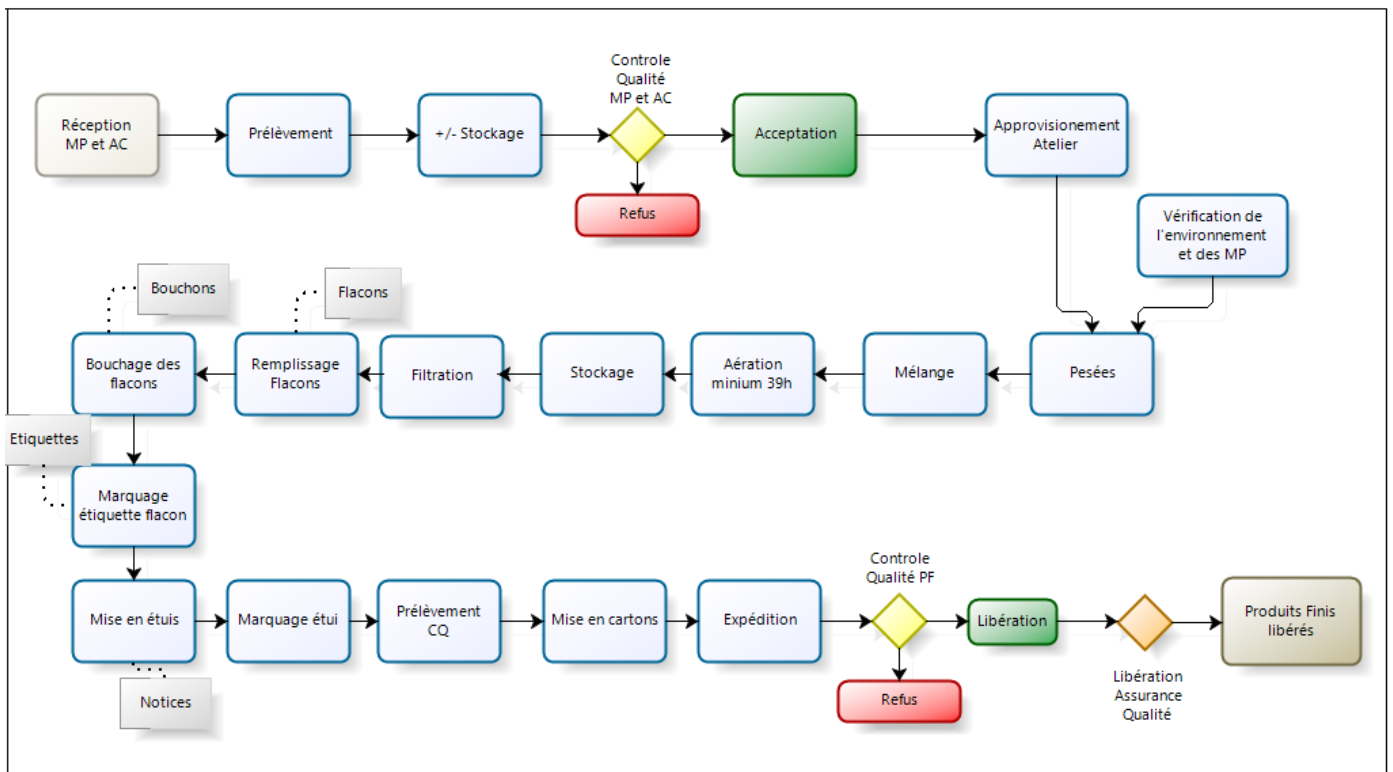 Réception
MP et AC
Prélèvement
+/- Stockage
Controle
Qualité
MP et AC
Acceptation
Approvisionement
Atelier
Refus
Vérification de
l'environnement
et des MP
Bouchons
Flacons
Bouchage des
flacons
Remplissage
Flacons
Filtration
Stockage
Aération
minium 39h
Mélange
Pesées
Etiquettes
Marquage
étiquette flacon
Mise en étuis
Marquage étui
Prélèvement
CQ
Mise en cartons
Expédition
Controle
Qualité PF
Libération
Libération
Assurance
Qualité
Produits Finis
libérés
Notices
Refus